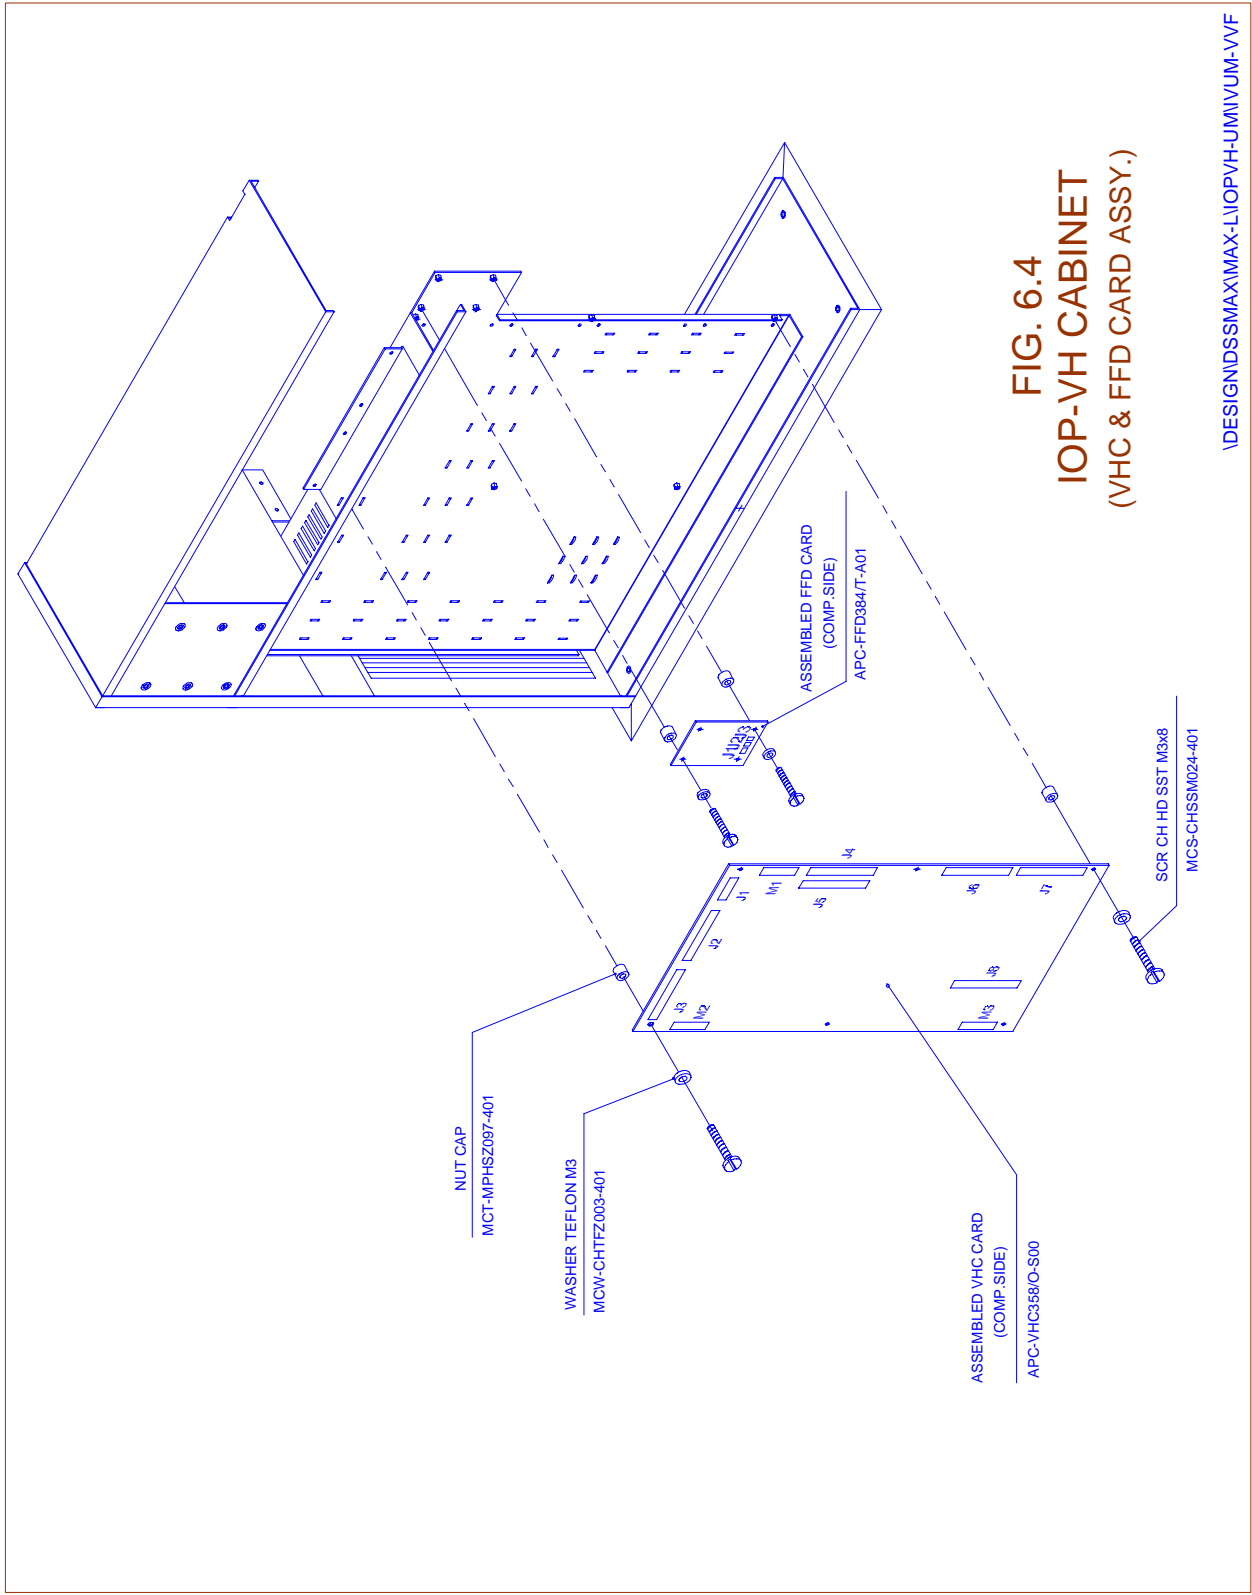 NUT CAP
MCT-MPHSZ097-401
WASHER TEFLON M3
MCW-CHTFZ003-401
ASSEMBLED FFD CARD
(COMP.SIDE)
APC-FFD384/T-A01
ASSEMBLED VHC CARD
(COMP.SIDE)
APC-VHC358/O-S00
SCR CH HD SST M3x8
MCS-CHSSM024-401
J1
J2
J3
J3
M2
J2
J1
M1
J5
J4
J6
J7
J8
M3
FIG. 6.4
IOP-VH CABINET
(VHC & FFD CARD ASSY.)
\DESIGN\DSSMAX\MAX-L\IOPVH-UM\IVUM-VVF